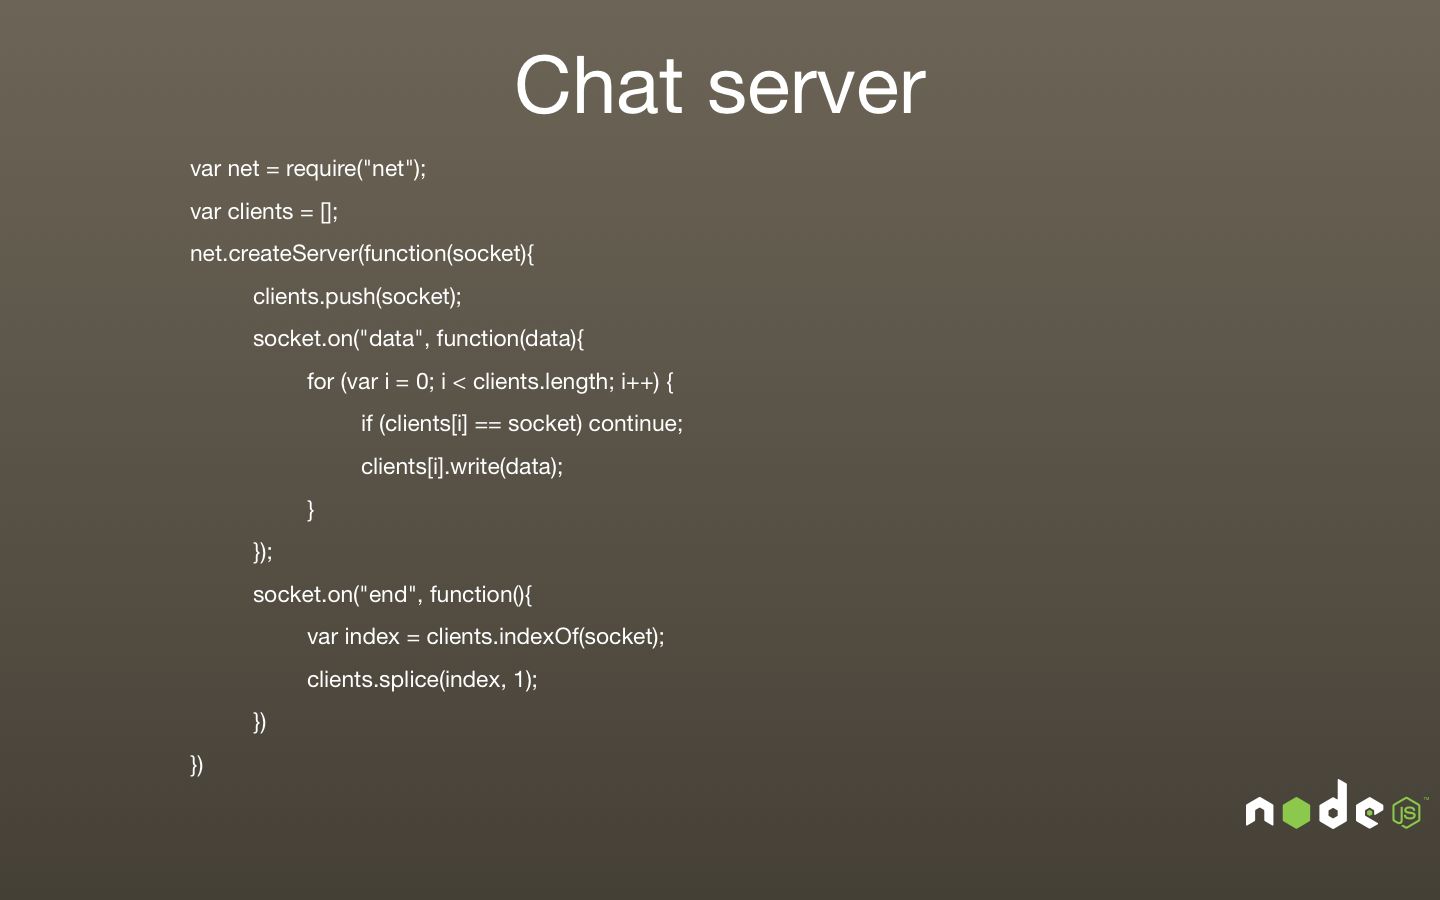 Chat server
var net = require("net");
var clients = [];
net.createServer(function(socket){
clients.push(socket);
socket.on("data", function(data){
for (var i = 0; i < clients.length; i++) {
if (clients[i] == socket) continue;
clients[i].write(data);
}
});
socket.on("end", function(){
var index = clients.indexOf(socket);
clients.splice(index, 1);
})
})
node JS ™